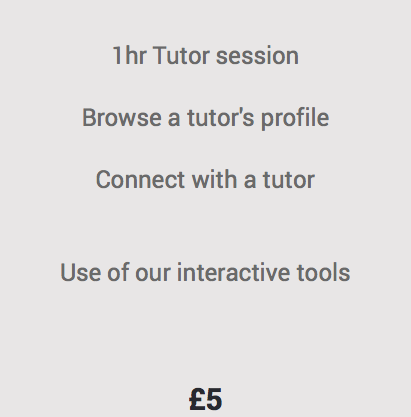 1hr Tutor session
Browse a tutor's profile
Connect with a tutor
Use of our interactive tools
£5